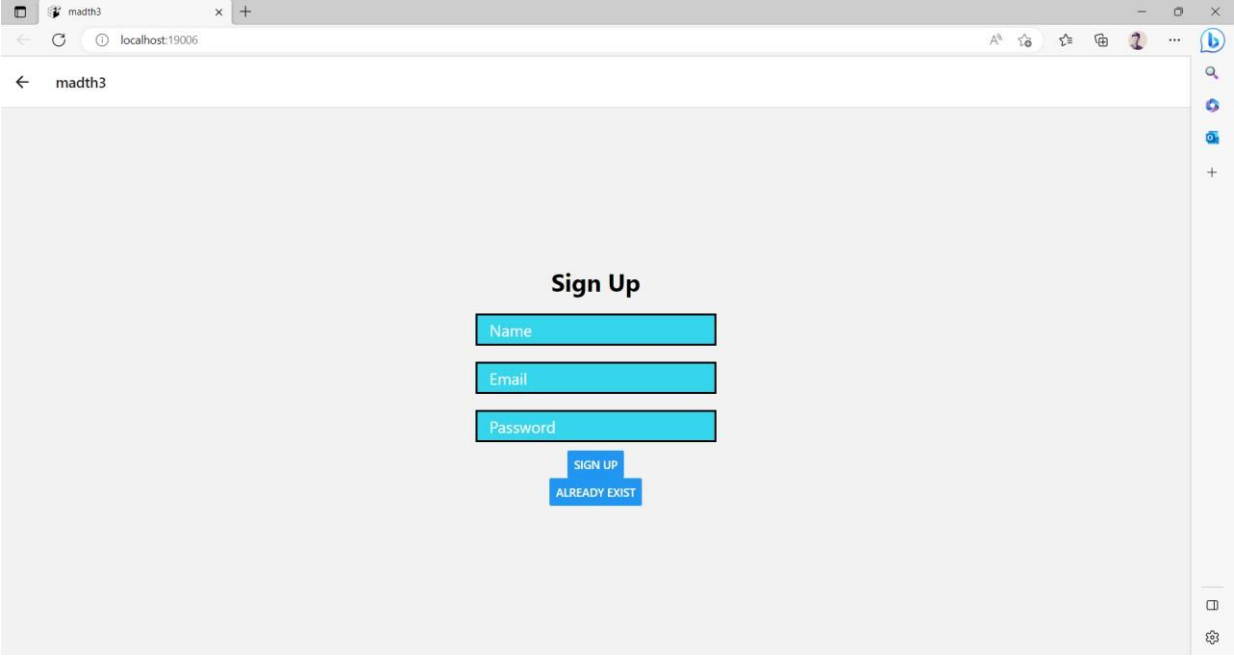 madth3
localhost:19006
madth3
Sign Up
Name
Email
Password
SIGN UP
ALREADY EXIST